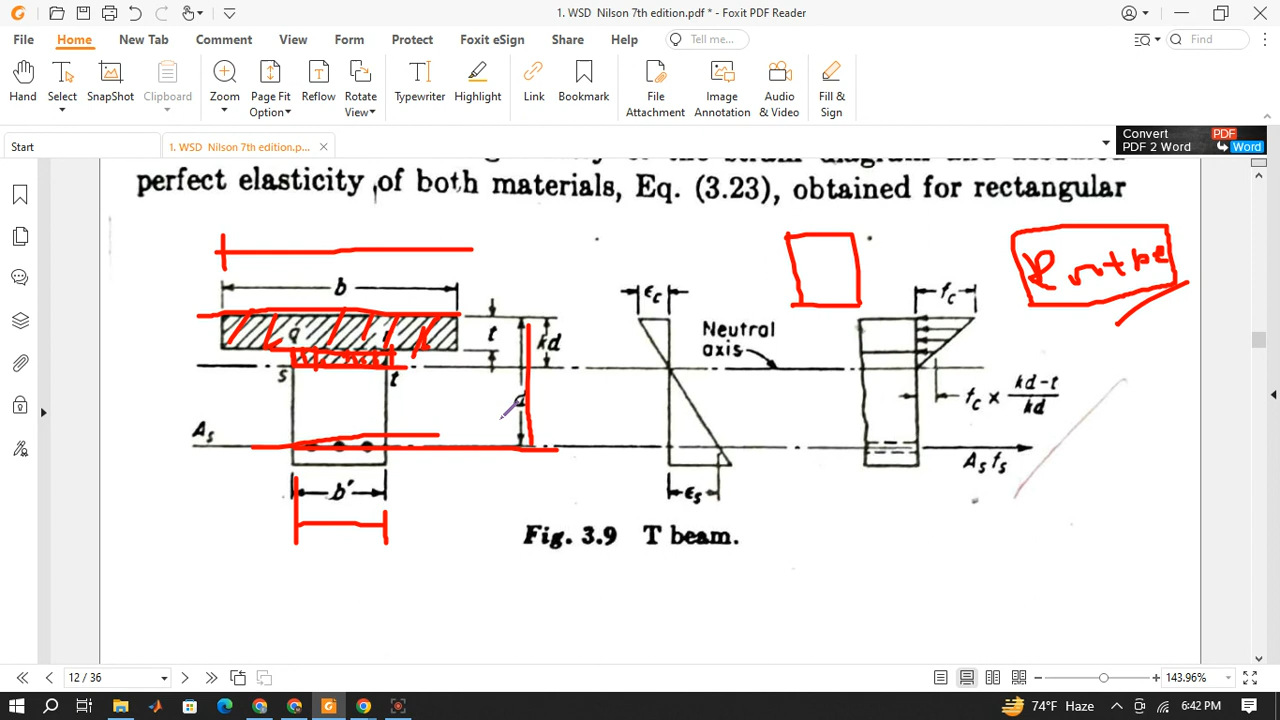 1. WSD Nilson 7th edition.pdf * - Foxit PDF Reader
File Home New Tab Comment View Form Protect Foxit eSign Share Help Tell me... Find
Hand Select SnapShot Clipboard Zoom Page Fit Option Reflow Rotate View Typewriter Highlight Link Bookmark File Attachment Image Annotation Audio & Video Fill & Sign
Start 1. WSD Nilson 7th edition.p...
Convert PDF
PDF 2 Word Word
perfect elasticity of both materials, Eq. (3.23), obtained for rectangular
b
ϵc
fc
q
t
kd
Neutral
axis
s
t
d
fc × kd-t
kd
As
As fs
b'
ϵs
Fig. 3.9 T beam.
12 / 36
143.96%
74°F Haze 6:42 PM